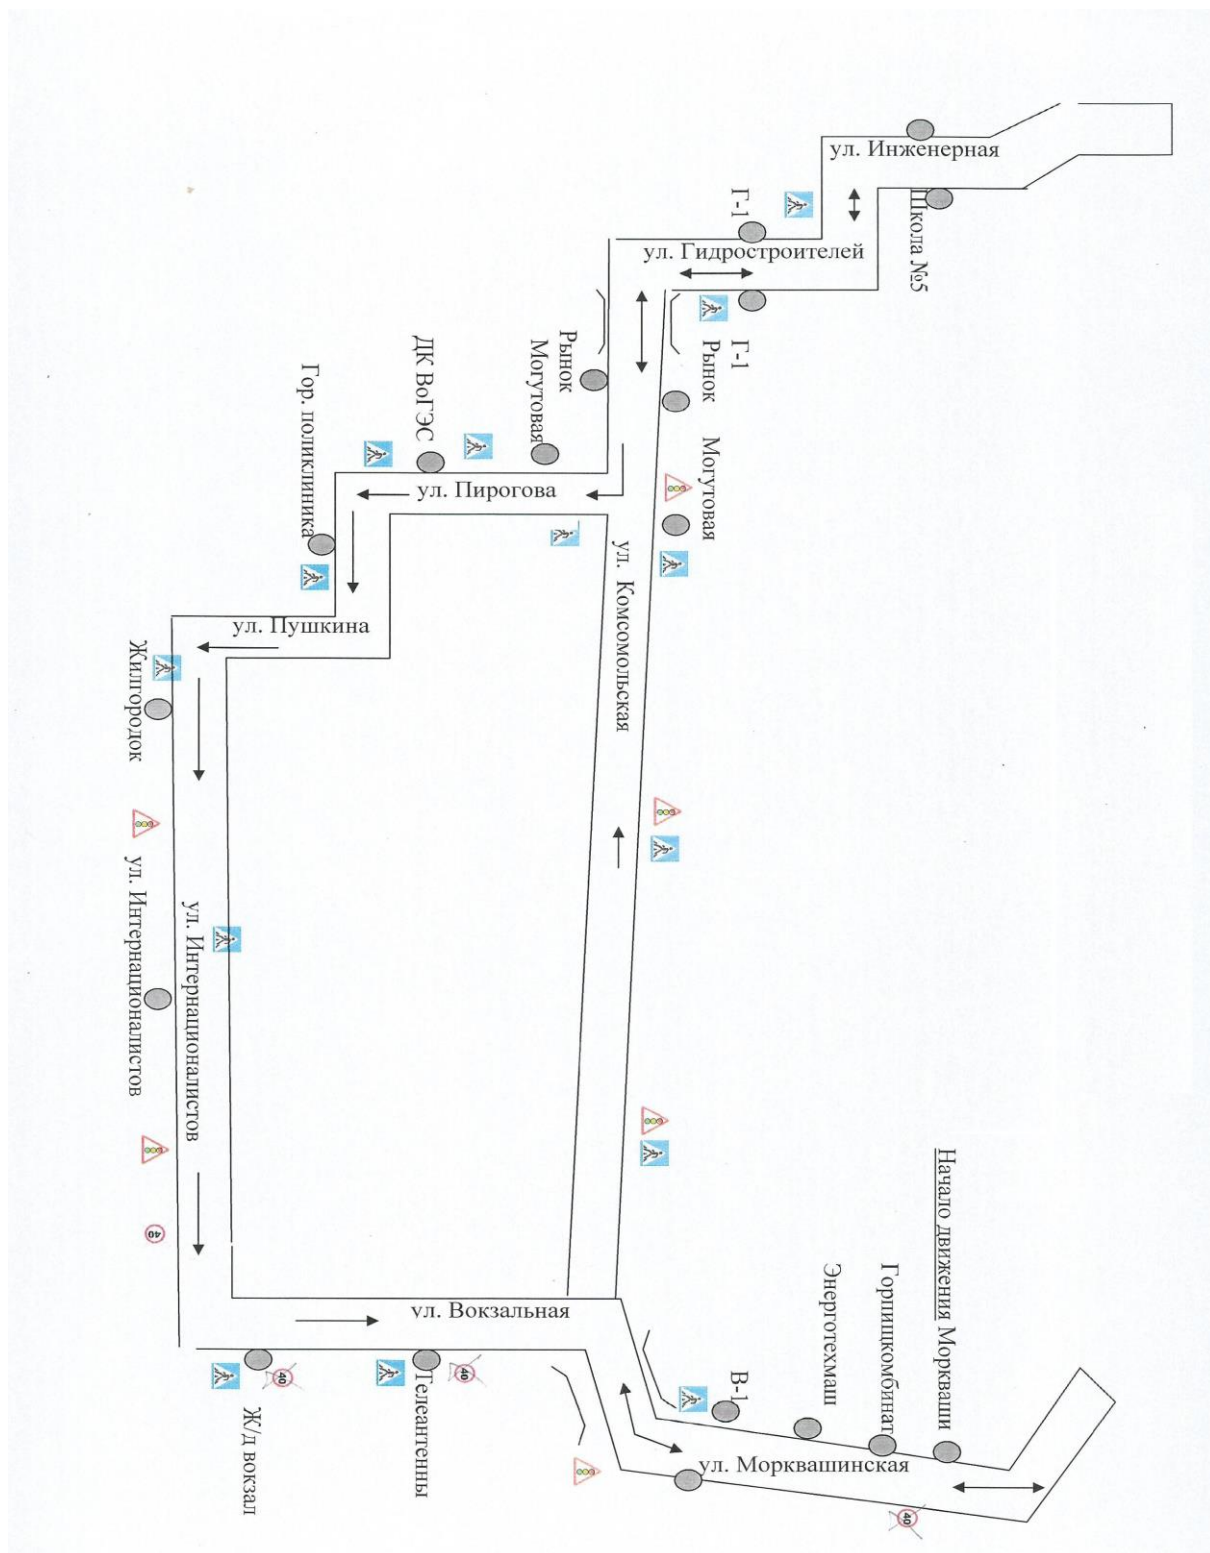 ул. Инженерная
Школа №5
Г-1
ул. Гидростроителей
Г-1
Рынок
Могутовая
Рынок
Могутовая
ДК ВоГЭС
Гор. поликлиника
ул. Пирогова
ул. Комсомольская
ул. Пушкина
Жилгородок
ул. Интернационалистов
ул. Интернационалистов
40
ул. Вокзальная
40
40
Ж/д вокзал
Телеантенны
В-1
Энерготехмаш
Горпищкомбинат
Начало движения Моркваши
ул. Морквашинская
40